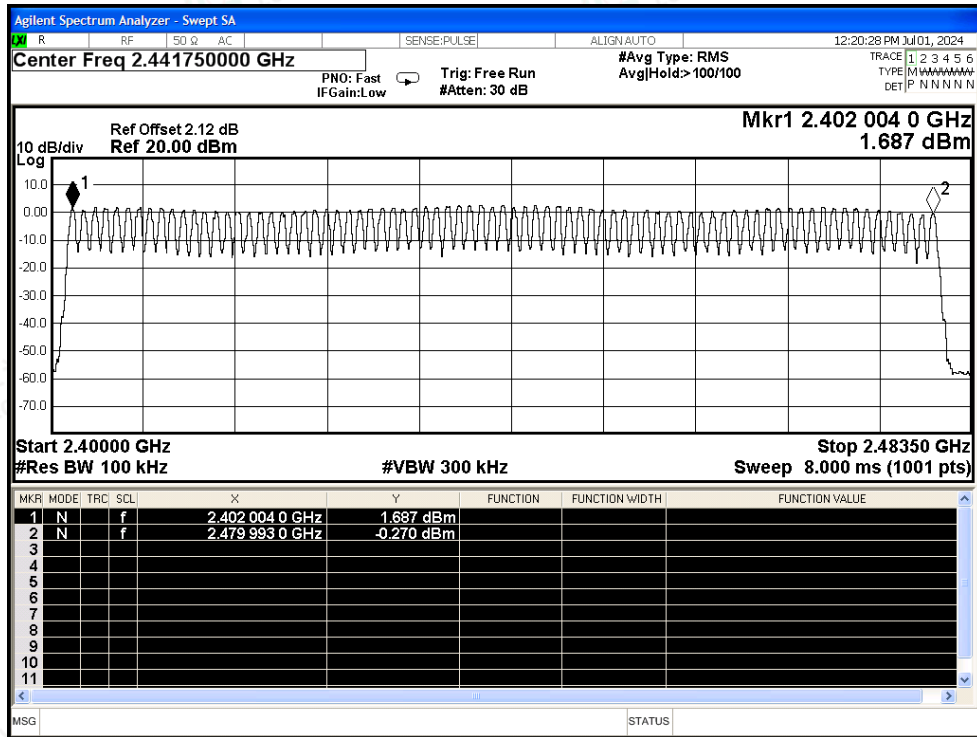 Agilent Spectrum Analyzer - Swept SA
LXI R RF 50 Ω AC SENSE:PULSE ALIGN AUTO 12:20:28 PM Jul 01, 2024
Center Freq 2.441750000 GHz #Avg Type: RMS TRACE 1 2 3 4 5 6
PNO: Fast Trig: Free Run Avg|Hold:>100/100 TYPE M
IFGain:Low #Atten: 30 dB DET P N N N N N
Mkr1 2.402 004 0 GHz
Ref Offset 2.12 dB
10 dB/div Ref 20.00 dBm 1.687 dBm
Log
10.0
1
2
0.00
-10.0
-20.0
-30.0
-40.0
-50.0
-60.0
-70.0
Start 2.40000 GHz Stop 2.48350 GHz
#Res BW 100 kHz #VBW 300 kHz Sweep 8.000 ms (1001 pts)
MKR MODE TRC SCL X Y FUNCTION FUNCTION WIDTH FUNCTION VALUE
1 N f 2.402 004 0 GHz 1.687 dBm
2 N f 2.479 993 0 GHz -0.270 dBm
3
4
5
6
7
8
9
10
11
MSG STATUS